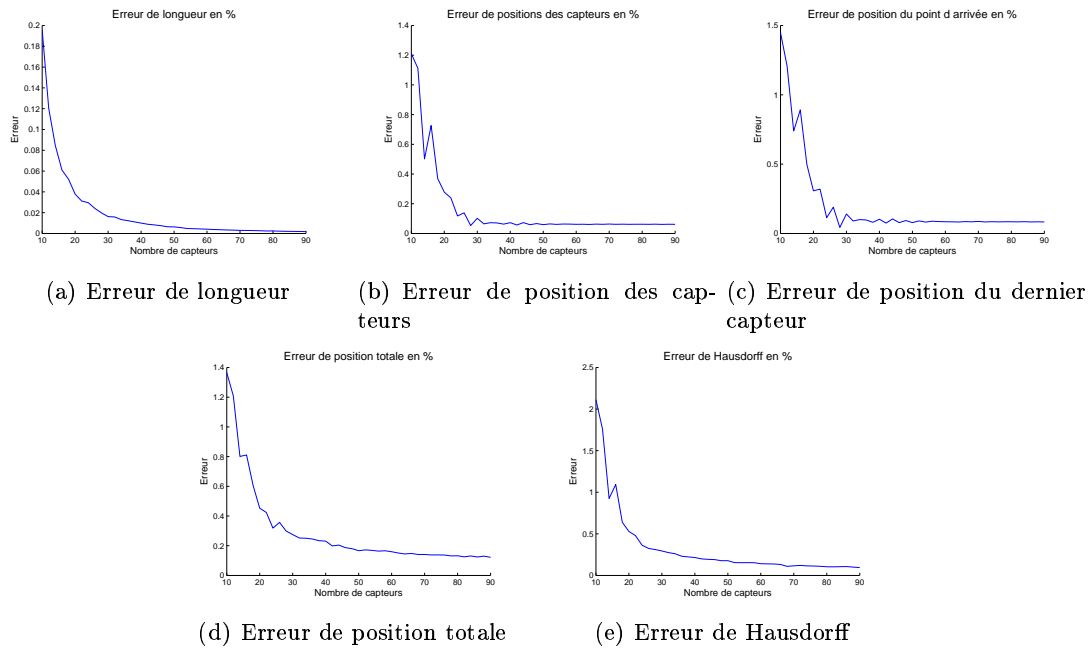 Erreur de longueur en %
0.2
0.18
0.16
0.14
0.12
0.1
0.08
0.06
0.04
0.02
0
Erreur
10 20 30 40 50 60 70 80 90
Nombre de capteurs
(a) Erreur de longueur
Erreur de positions des capteurs en %
1.4
1.2
1
0.8
0.6
0.4
0.2
0
Erreur
10 20 30 40 50 60 70 80 90
Nombre de capteurs
(b) Erreur de position des cap-
teurs
Erreur de position du point d arrivée en %
1.5
1
0.5
0
Erreur
10 20 30 40 50 60 70 80 90
Nombre de capteurs
(c) Erreur de position du dernier
capteur
Erreur de position totale en %
1.4
1.2
1
0.8
0.6
0.4
0.2
0
Erreur
10 20 30 40 50 60 70 80 90
Nombre de capteurs
(d) Erreur de position totale
Erreur de Hausdorff en %
2.5
2
1.5
1
0.5
0
Erreur
10 20 30 40 50 60 70 80 90
Nombre de capteurs
(e) Erreur de Hausdorff